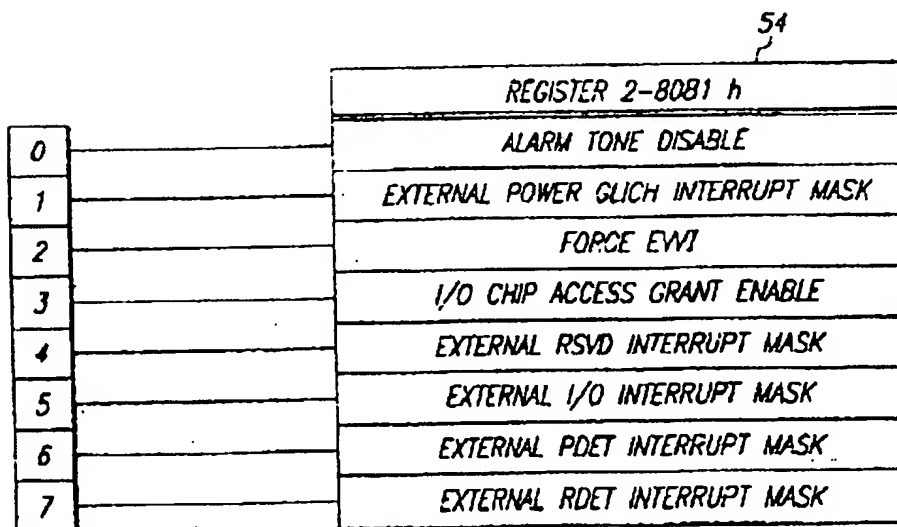 54
REGISTER 2-8081 h
0 ALARM TONE DISABLE
1 EXTERNAL POWER GLICH INTERRUPT MASK
2 FORCE EWI
3 I/O CHIP ACCESS GRANT ENABLE
4 EXTERNAL RSVD INTERRUPT MASK
5 EXTERNAL I/O INTERRUPT MASK
6 EXTERNAL PDET INTERRUPT MASK
7 EXTERNAL RDET INTERRUPT MASK